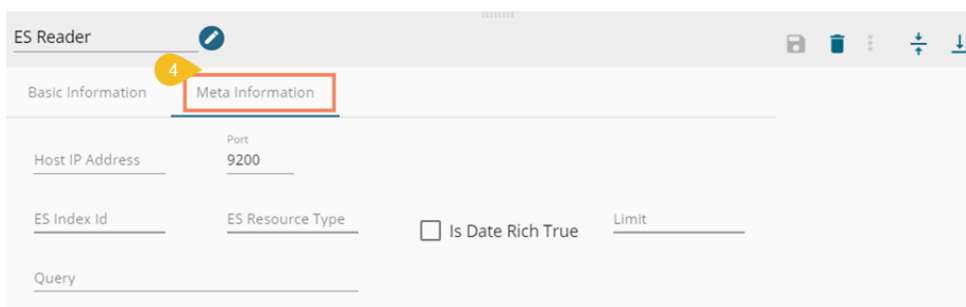 ES Reader
4
Basic Information Meta Information
Port
Host IP Address 9200
ES Index Id ES Resource Type Is Date Rich True Limit
Query